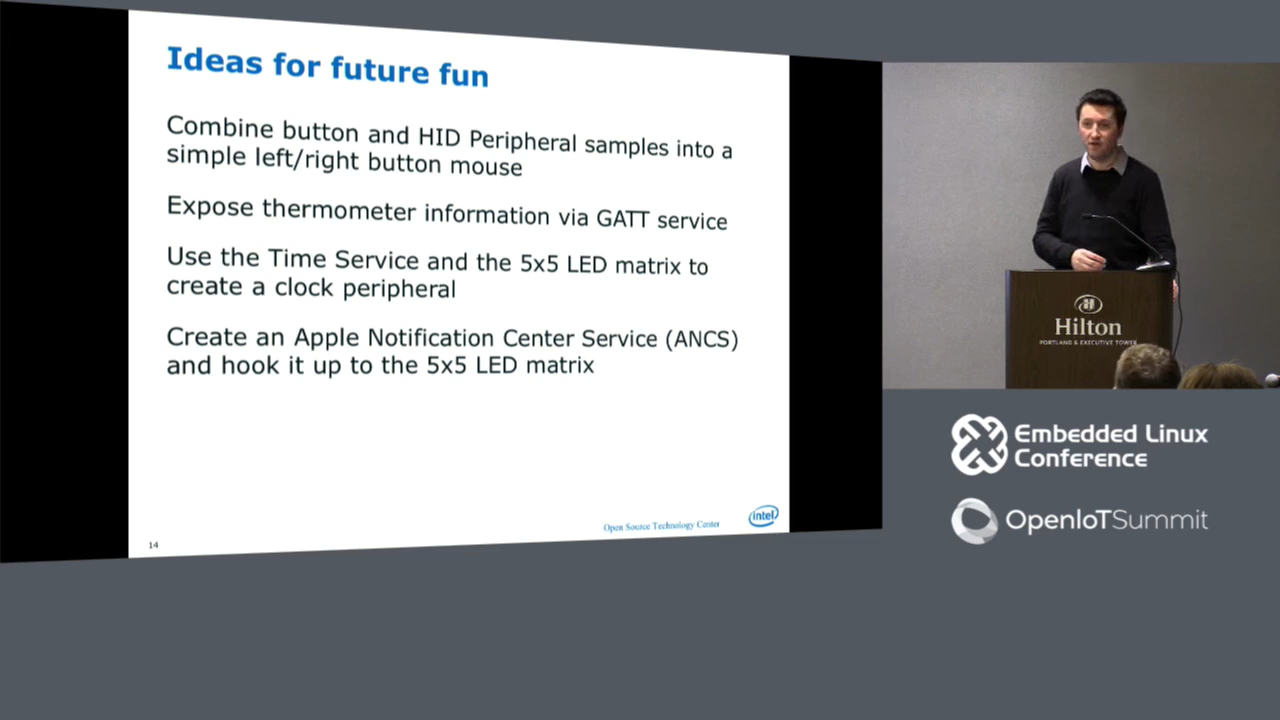 Ideas for future fun
Combine button and HID Peripheral samples into a
simple left/right button mouse
Expose thermometer information via GATT service
Use the Time Service and the 5x5 LED matrix to
create a clock peripheral
Create an Apple Notification Center Service (ANCS)
and hook it up to the 5x5 LED matrix
Open Source Technology Center
intel
14
Hilton
PORTLAND & EXECUTIVE TOWER
Embedded Linux
Conference
OpenIoTSummit